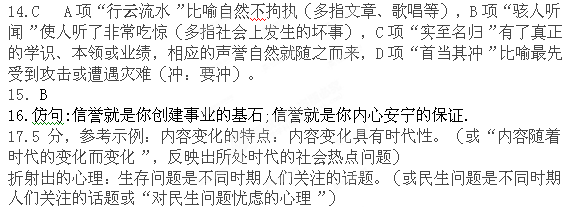 14.C   A 项“行云流水”比喻自然不拘执（多指文章、歌唱等），B 项“骇人听
闻”使人听了非常吃惊（多指社会上发生的坏事），C 项“实至名归”有了真正
的学识、本领或业绩，相应的声誉自然就随之而来，D 项“首当其冲”比喻最先
受到攻击或遭遇灾难（冲：要冲）。
15. B
16.仿句:信誉就是你创建事业的基石;信誉就是你内心安宁的保证.
17.5 分，参考示例：内容变化的特点：内容变化具有时代性。（或“内容随着
时代的变化而变化”，反映出所处时代的社会热点问题）
折射出的心理：生存问题是不同时期人们关注的话题。（或民生问题是不同时期
人们关注的话题或“对民生问题忧虑的心理”）